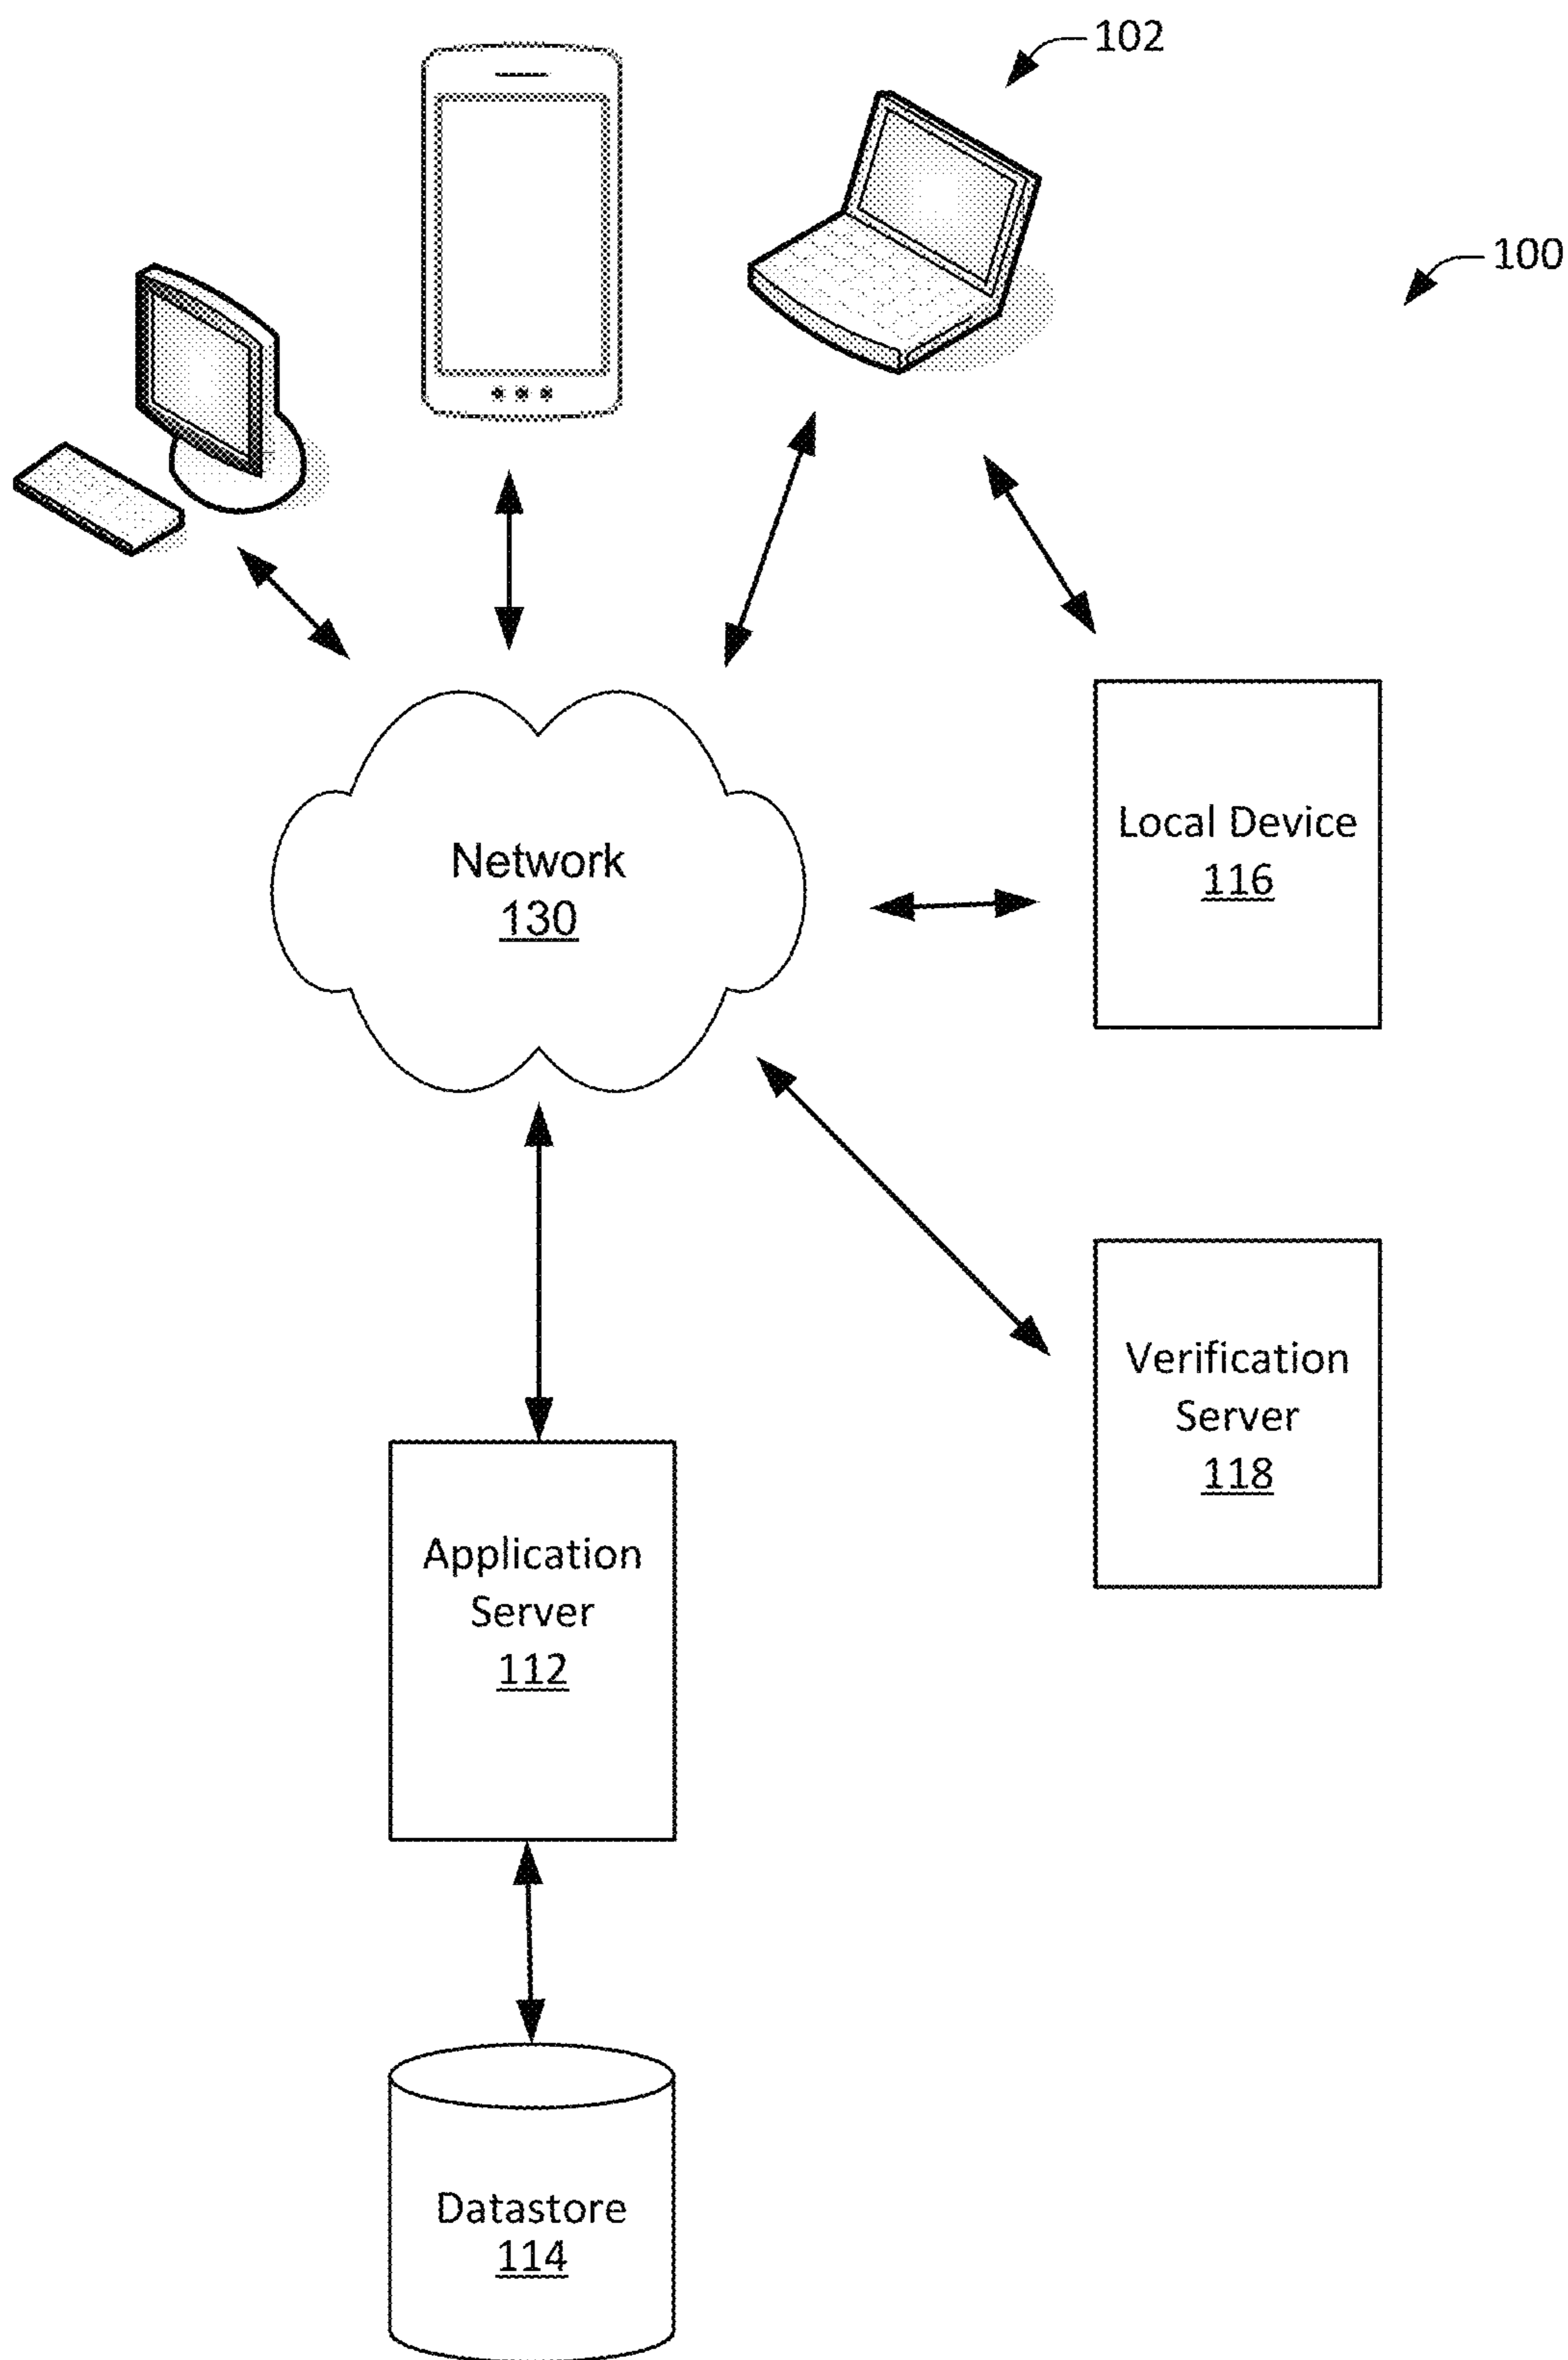 102
100
Network
130
Local Device
116
Verification
Server
118
Application
Server
112
Datastore
114